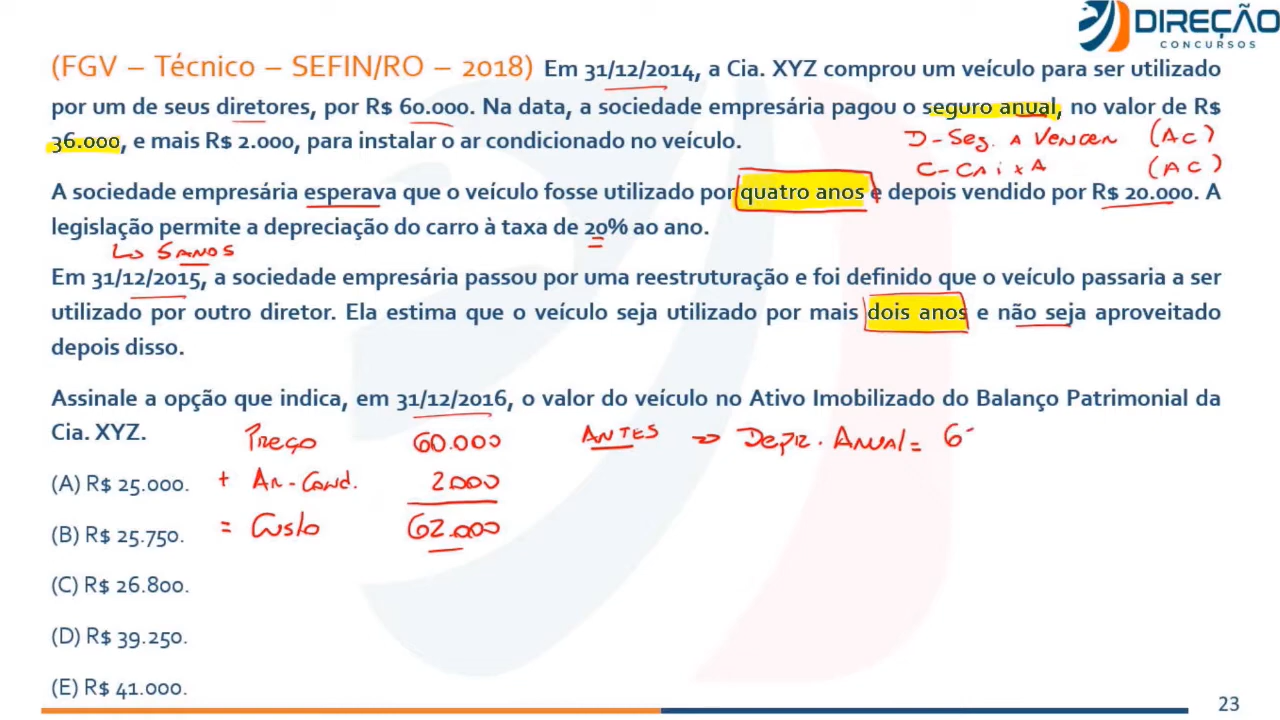 DIREÇÃO
CONCURSOS
(FGV – Técnico – SEFIN/RO – 2018) Em 31/12/2014, a Cia. XYZ comprou um veículo para ser utilizado
por um de seus diretores, por R$ 60.000. Na data, a sociedade empresária pagou o seguro anual, no valor de R$
36.000, e mais R$ 2.000, para instalar o ar condicionado no veículo.
D - Seg. A Vencer (AC)
C - CAixA (AC)
A sociedade empresária esperava que o veículo fosse utilizado por quatro anos e depois vendido por R$ 20.000. A
legislação permite a depreciação do carro à taxa de 20% ao ano.
↳ 5 ANOS
Em 31/12/2015, a sociedade empresária passou por uma reestruturação e foi definido que o veículo passaria a ser
utilizado por outro diretor. Ela estima que o veículo seja utilizado por mais dois anos e não seja aproveitado
depois disso.
Assinale a opção que indica, em 31/12/2016, o valor do veículo no Ativo Imobilizado do Balanço Patrimonial da
Cia. XYZ.
Preço 60.000 ANTES => Depr. Anual = 6
(A) R$ 25.000. + Ar-Cond. 2.000
(B) R$ 25.750. = Custo 62.000
(C) R$ 26.800.
(D) R$ 39.250.
(E) R$ 41.000.
23